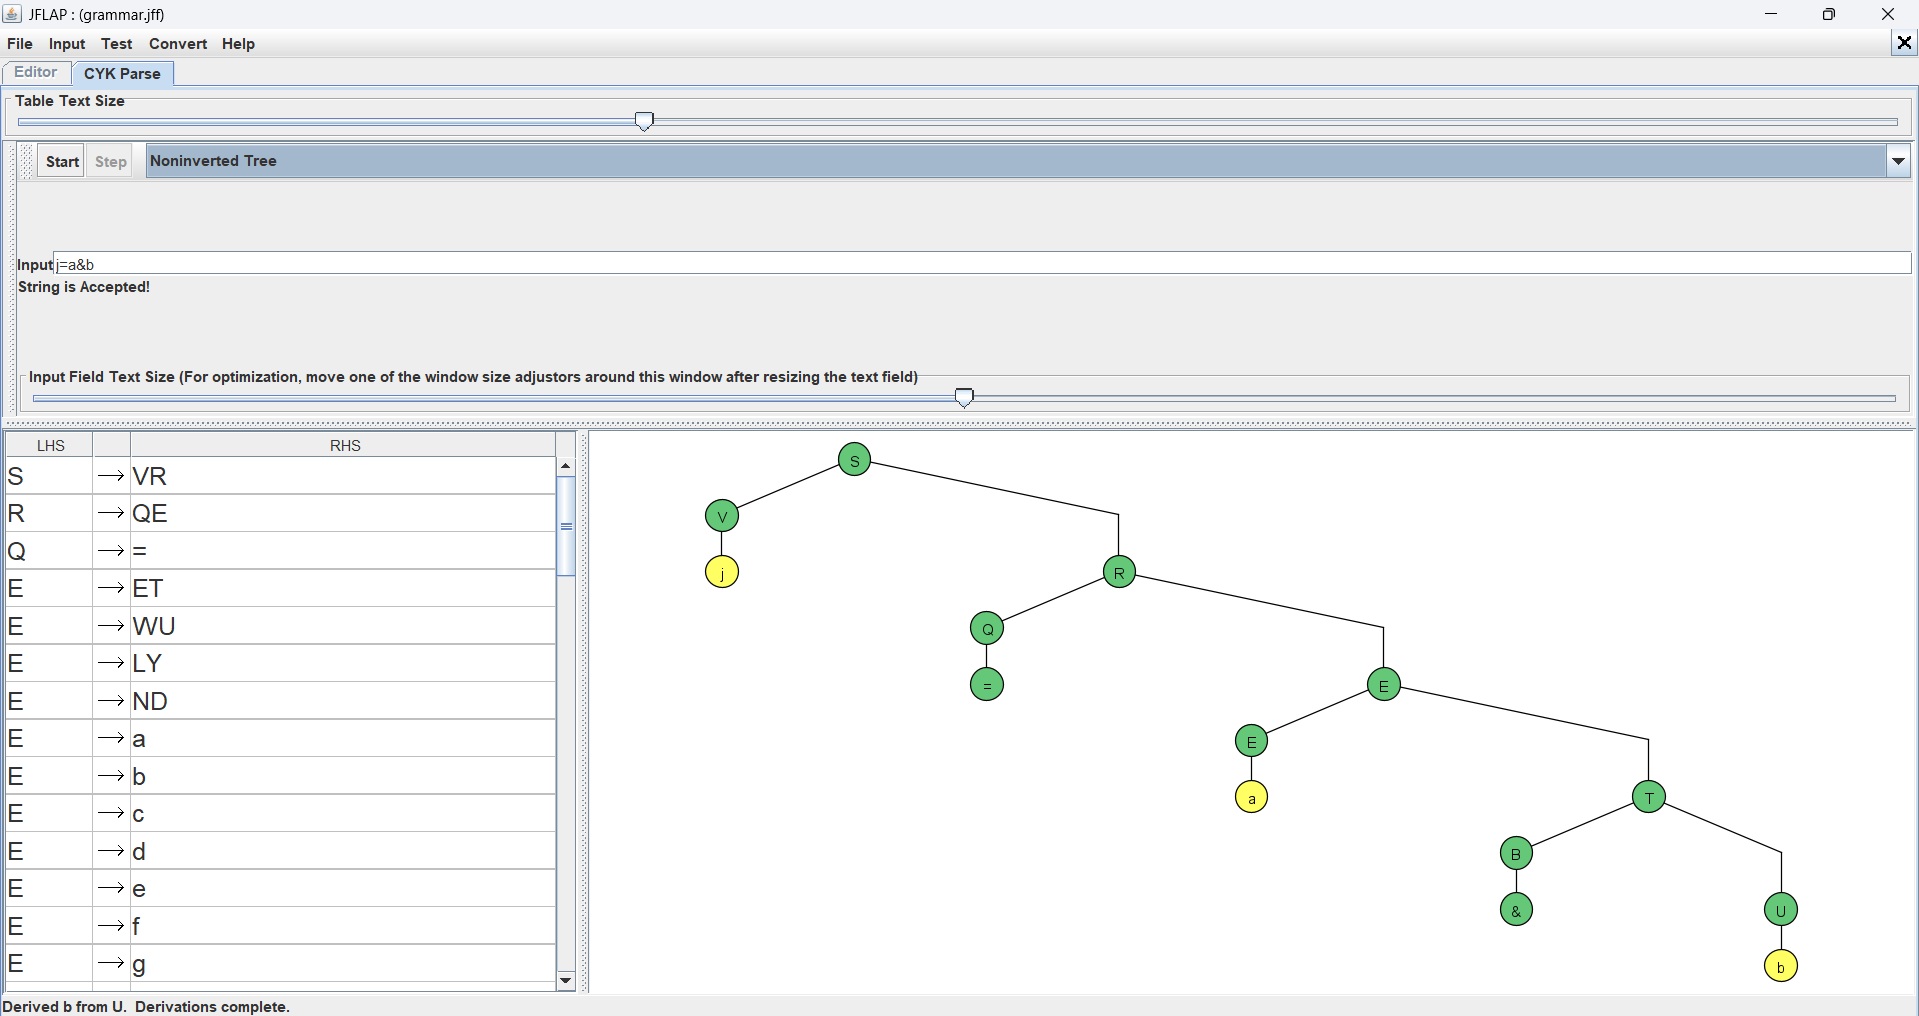 JFLAP : (grammar.jff)
File Input Test Convert Help
Editor CYK Parse
Table Text Size
Start Step Noninverted Tree
Input j=a&b
String is Accepted!
Input Field Text Size (For optimization, move one of the window size adjustors around this window after resizing the text field)
LHS RHS
S → VR
R → QE
Q → =
E → ET
E → WU
E → LY
E → ND
E → a
E → b
E → c
E → d
E → e
E → f
E → g
S
V
j
R
Q
=
E
E
a
T
B
&
U
b
Derived b from U. Derivations complete.